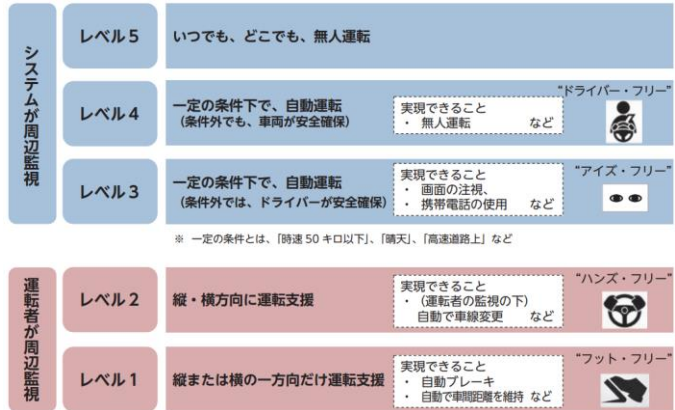 システムが周辺監視
レベル5
いつでも、どこでも、無人運転
レベル4
一定の条件下で、自動運転
(条件外でも、車両が安全確保)
実現できること
・ 無人運転 など
“ドライバー・フリー”
レベル3
一定の条件下で、自動運転
(条件外では、ドライバーが安全確保)
実現できること
・ 画面の注視、
・ 携帯電話の使用 など
“アイズ・フリー”
※ 一定の条件とは、「時速 50 キロ以下」、「晴天」、「高速道路上」など
運転者が周辺監視
レベル2
縦・横方向に運転支援
実現できること
・ (運転者の監視の下)
自動で車線変更 など
“ハンズ・フリー”
レベル1
縦または横の一方向だけ運転支援
実現できること
・ 自動ブレーキ
・ 自動で車間距離を維持 など
“フット・フリー”